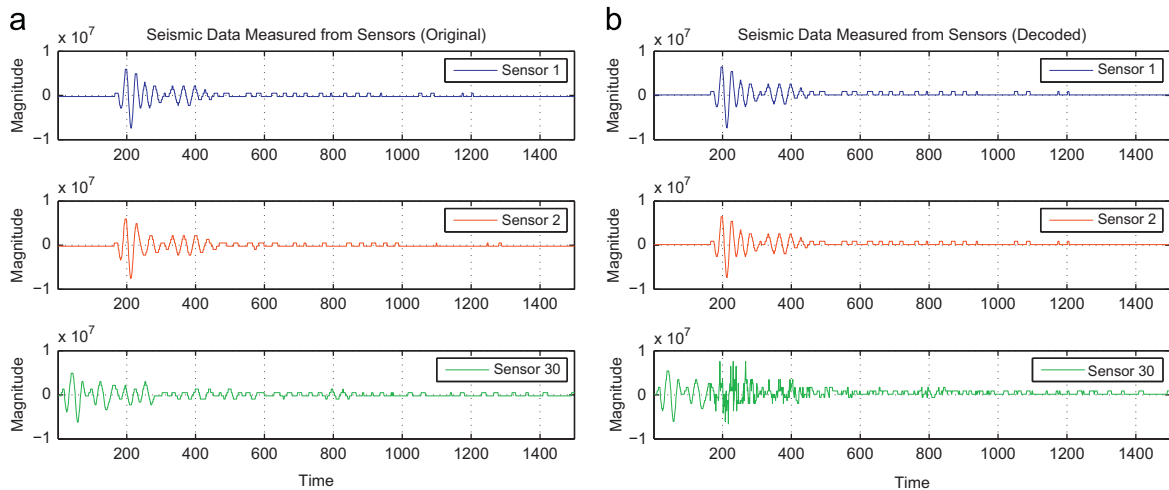 a
Seismic Data Measured from Sensors (Original)
x 10^7
1
0
−1
Magnitude
Sensor 1
200 400 600 800 1000 1200 1400
x 10^7
1
0
−1
Magnitude
Sensor 2
200 400 600 800 1000 1200 1400
x 10^7
1
0
−1
Magnitude
Sensor 30
200 400 600 800 1000 1200 1400
Time
b
Seismic Data Measured from Sensors (Decoded)
x 10^7
1
0
−1
Magnitude
Sensor 1
200 400 600 800 1000 1200 1400
x 10^7
1
0
−1
Magnitude
Sensor 2
200 400 600 800 1000 1200 1400
x 10^7
1
0
−1
Magnitude
Sensor 30
200 400 600 800 1000 1200 1400
Time